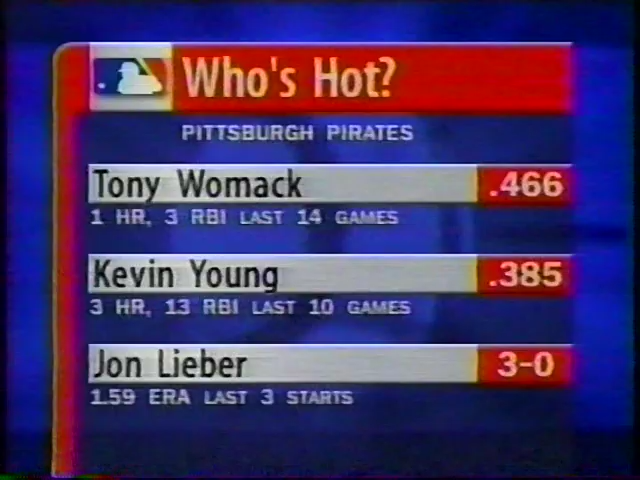 Who's Hot?
PITTSBURGH PIRATES
Tony Womack .466
1 HR, 3 RBI LAST 14 GAMES
Kevin Young .385
3 HR, 13 RBI LAST 10 GAMES
Jon Lieber 3-0
1.59 ERA LAST 3 STARTS